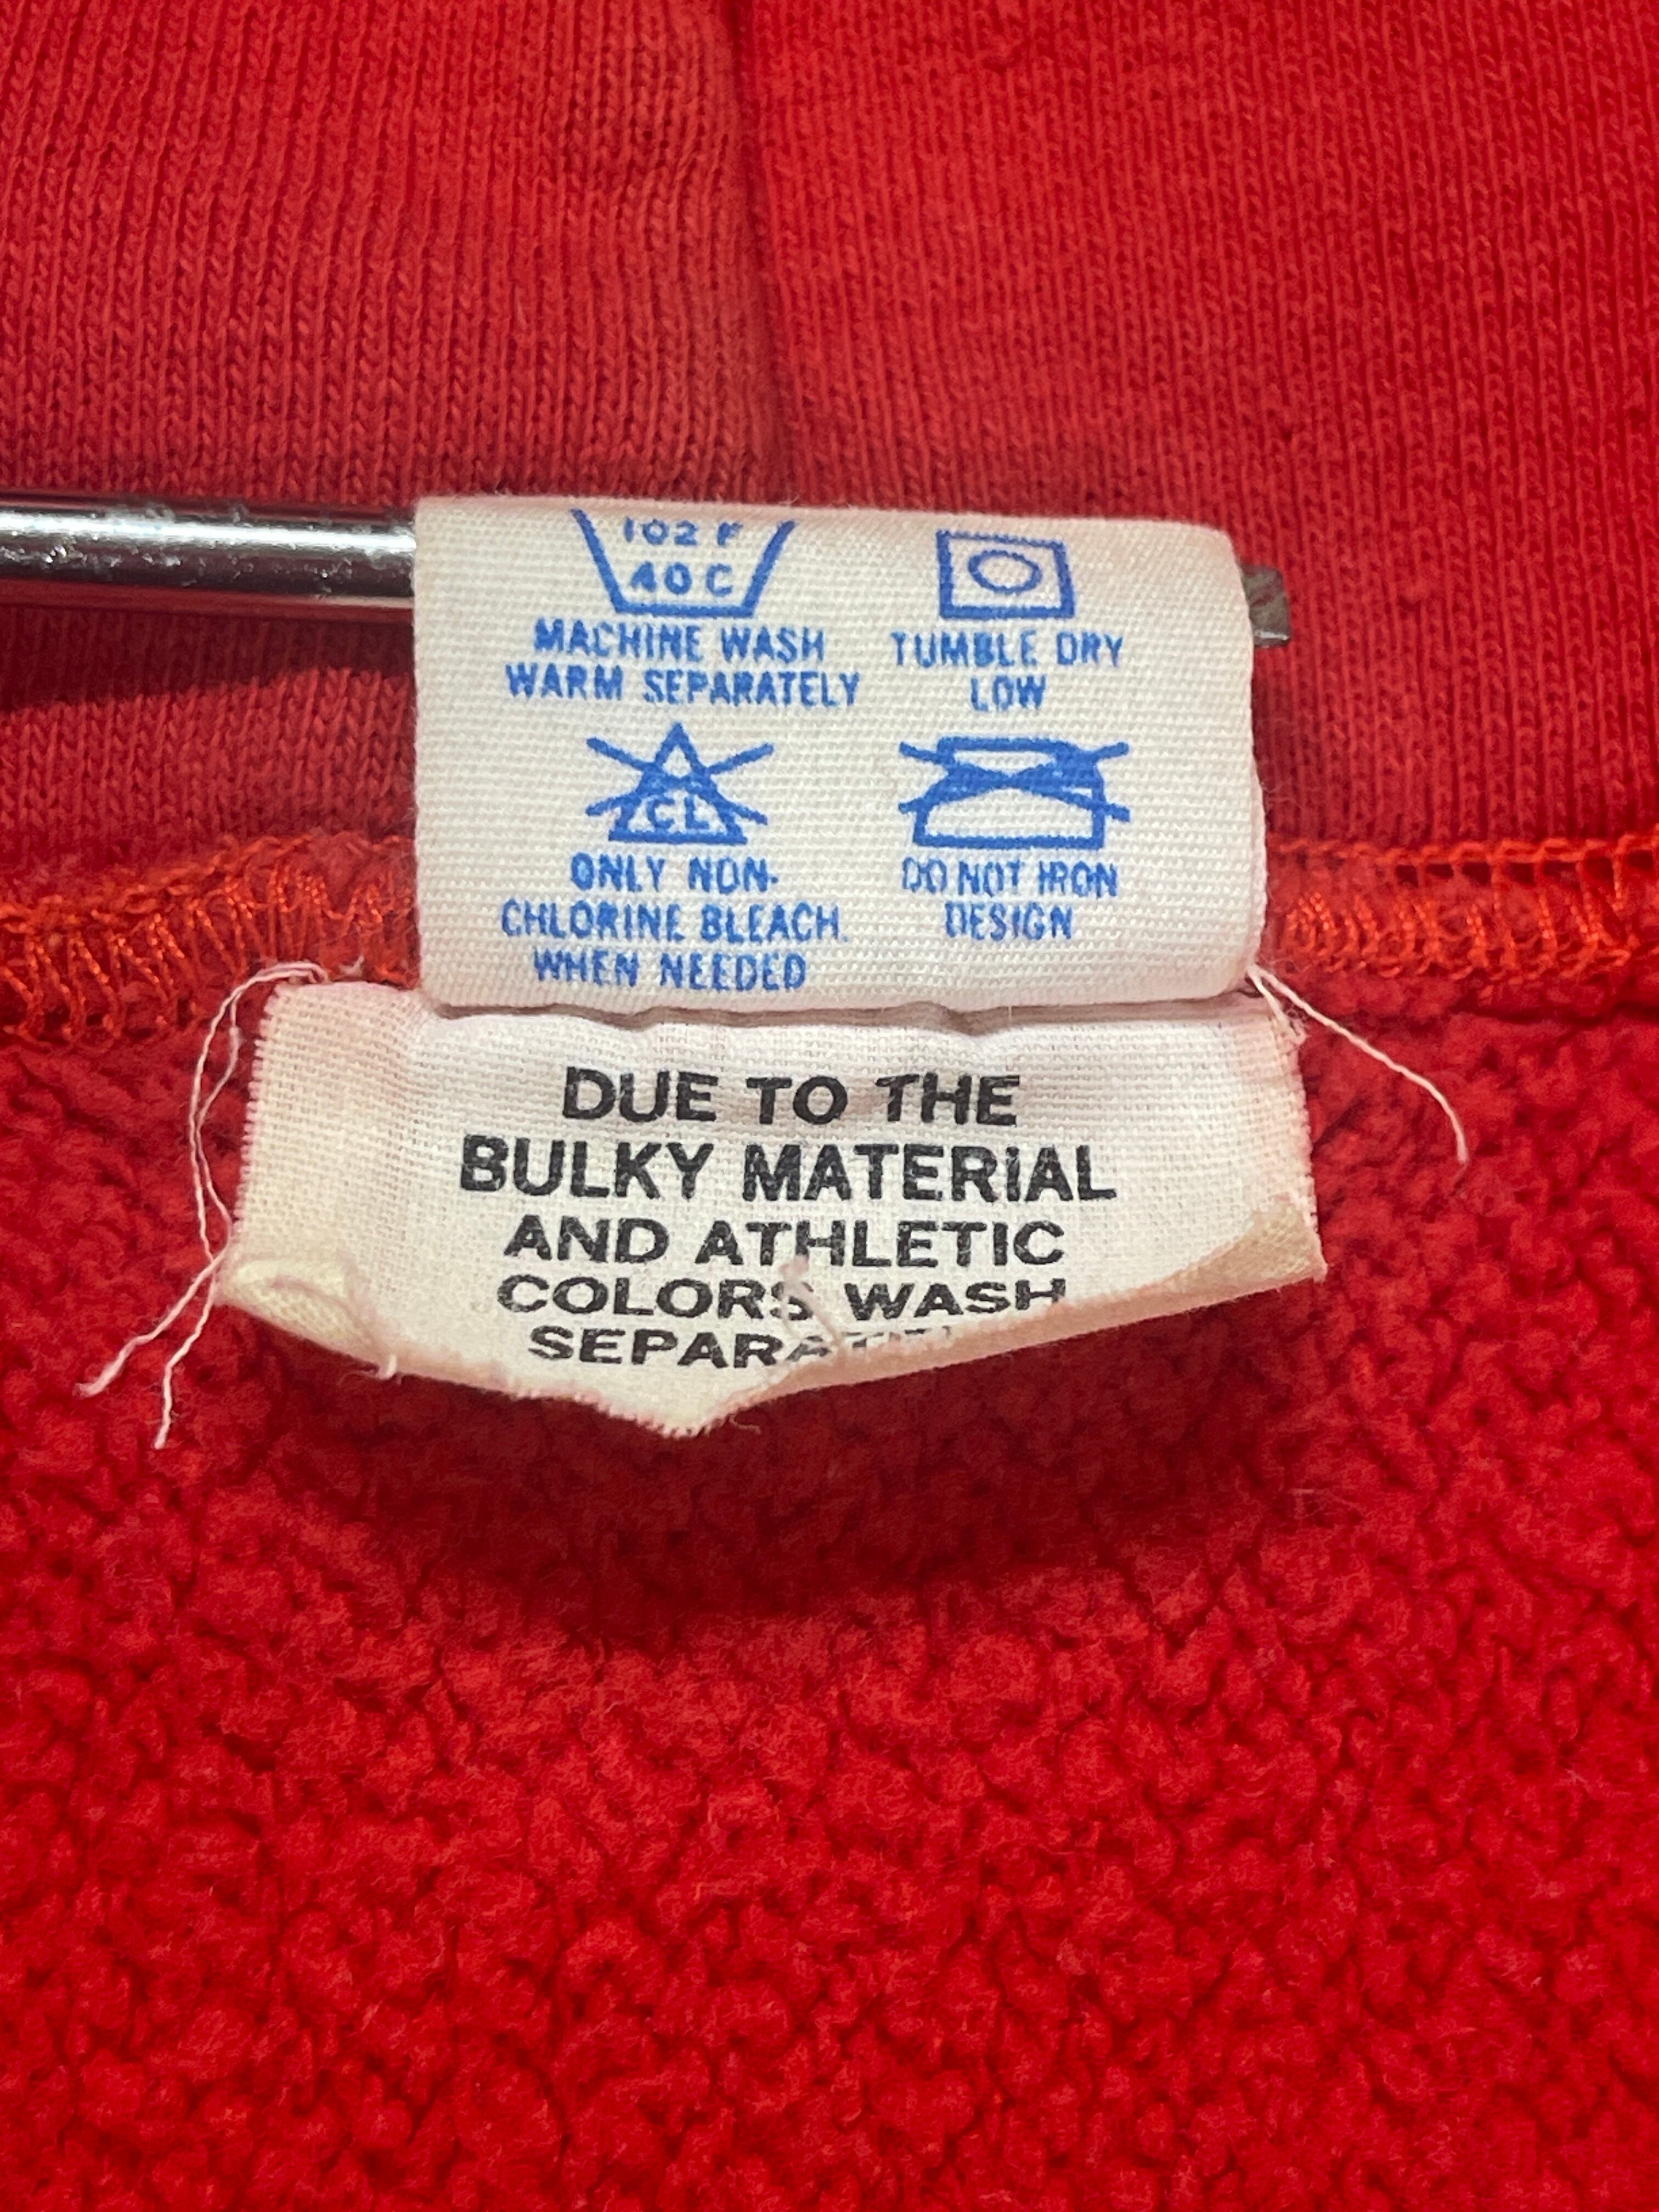 102 F
40 C
MACHINE WASH
WARM SEPARATELY
TUMBLE DRY
LOW
CL
ONLY NON-
CHLORINE BLEACH
WHEN NEEDED
DO NOT IRON
DESIGN
DUE TO THE
BULKY MATERIAL
AND ATHLETIC
COLORS WASH